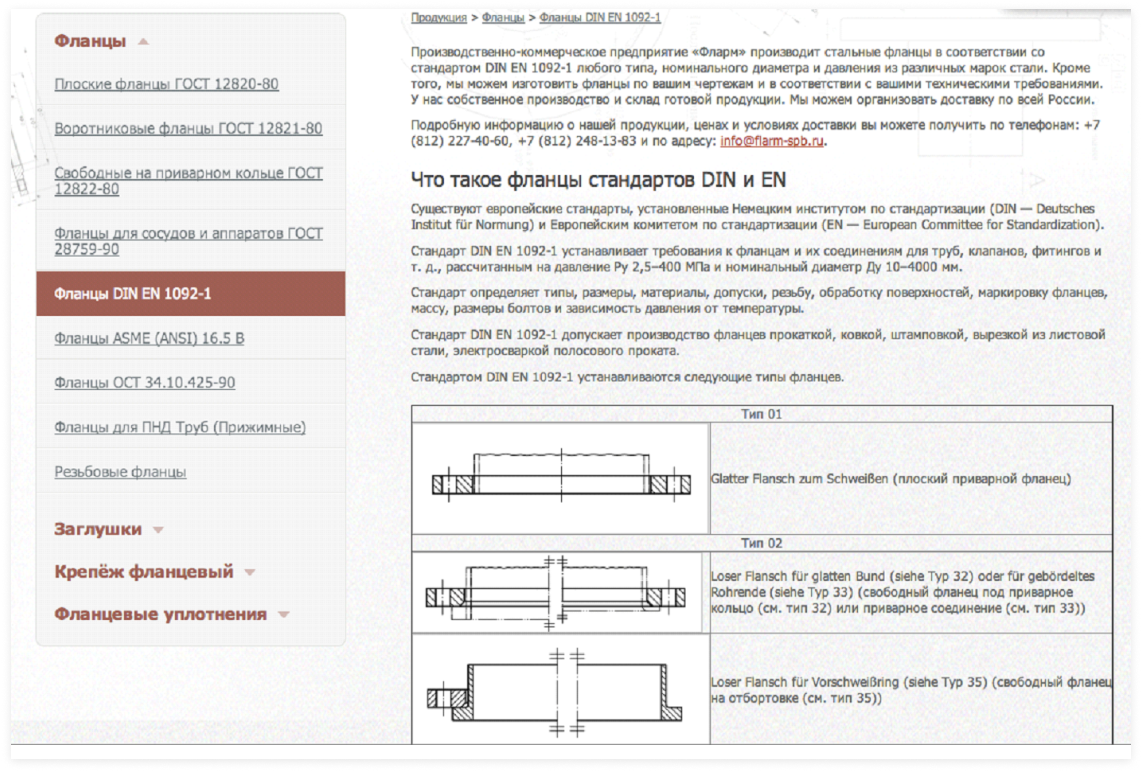 Фланцы
Плоские фланцы ГОСТ 12820-80
Воротниковые фланцы ГОСТ 12821-80
Свободные на приварном кольце ГОСТ
12822-80
Фланцы для сосудов и аппаратов ГОСТ
28759-90
Фланцы DIN EN 1092-1
Фланцы ASME (ANSI) 16.5 B
Фланцы ОСТ 34.10.425-90
Фланцы для ПНД Труб (Прижимные)
Резьбовые фланцы
Заглушки
Крепёж фланцевый
Фланцевые уплотнения
Продукция > Фланцы > Фланцы DIN EN 1092-1
Производственно-коммерческое предприятие «Фларм» производит стальные фланцы в соответствии со
стандартом DIN EN 1092-1 любого типа, номинального диаметра и давления из различных марок стали. Кроме
того, мы можем изготовить фланцы по вашим чертежам и в соответствии с вашими техническими требованиями.
У нас собственное производство и склад готовой продукции. Мы можем организовать доставку по всей России.
Подробную информацию о нашей продукции, ценах и условиях доставки вы можете получить по телефонам: +7
(812) 227-40-60, +7 (812) 248-13-83 и по адресу: info@flarm-spb.ru.
Что такое фланцы стандартов DIN и EN
Существуют европейские стандарты, установленные Немецким институтом по стандартизации (DIN — Deutsches
Institut für Normung) и Европейским комитетом по стандартизации (EN — European Committee for Standardization).
Стандарт DIN EN 1092-1 устанавливает требования к фланцам и их соединениям для труб, клапанов, фитингов и
т. д., рассчитанным на давление Ру 2,5–400 МПа и номинальный диаметр Ду 10–4000 мм.
Стандарт определяет типы, размеры, материалы, допуски, резьбу, обработку поверхностей, маркировку фланцев,
массу, размеры болтов и зависимость давления от температуры.
Стандарт DIN EN 1092-1 допускает производство фланцев прокаткой, ковкой, штамповкой, вырезкой из листовой
стали, электросваркой полосового проката.
Стандартом DIN EN 1092-1 устанавливаются следующие типы фланцев.
Тип 01
Glatter Flansch zum Schweißen (плоский приварной фланец)
Тип 02
Loser Flansch für glatten Bund (siehe Typ 32) oder für gebördeltes
Rohrende (siehe Typ 33) (свободный фланец под приварное
кольцо (см. тип 32) или приварное соединение (см. тип 33))
Loser Flansch für Vorschweißring (siehe Typ 35) (свободный фланец
на отбортовке (см. тип 35))